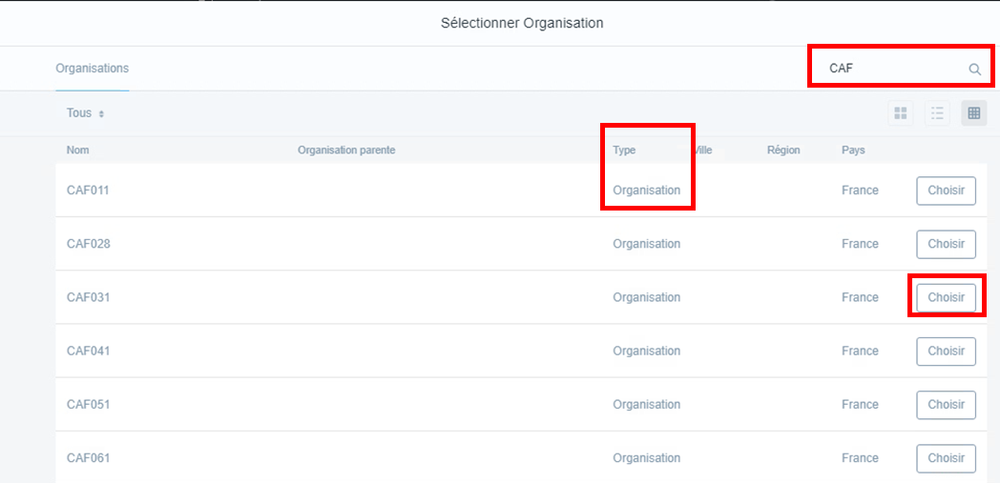 Sélectionner Organisation
Organisations CAF
Tous
Nom Organisation parente Type Ville Région Pays
CAF011 Organisation France Choisir
CAF028 Organisation France Choisir
CAF031 Organisation France Choisir
CAF041 Organisation France Choisir
CAF051 Organisation France Choisir
CAF061 Organisation France Choisir